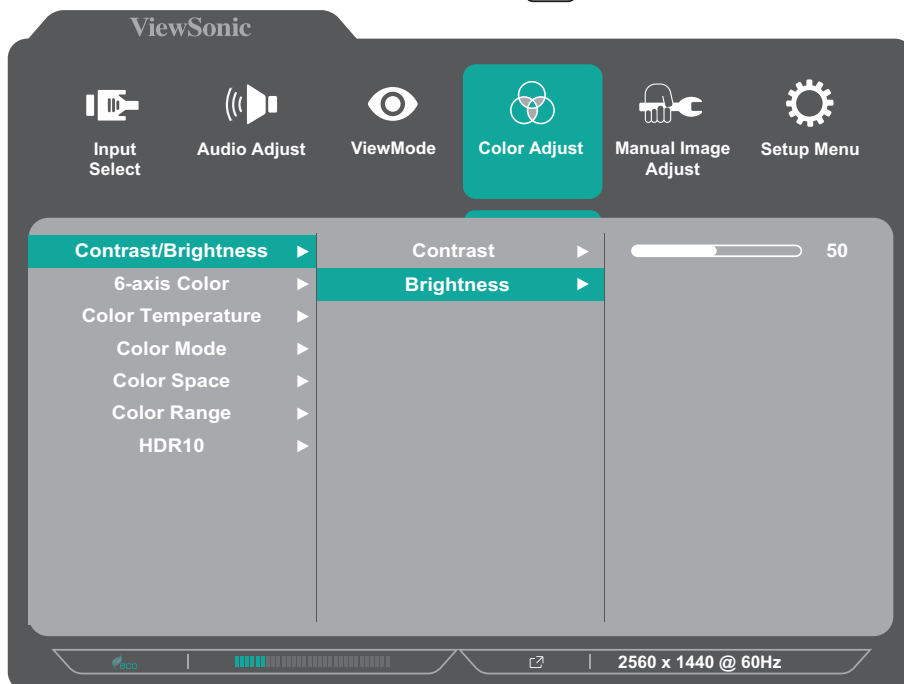 ViewSonic
Input
Select
Audio Adjust
ViewMode
Color Adjust
Manual Image
Adjust
Setup Menu
Contrast/Brightness
6-axis Color
Color Temperature
Color Mode
Color Space
Color Range
HDR10
Contrast
Brightness
50
eco
2560 x 1440 @ 60Hz